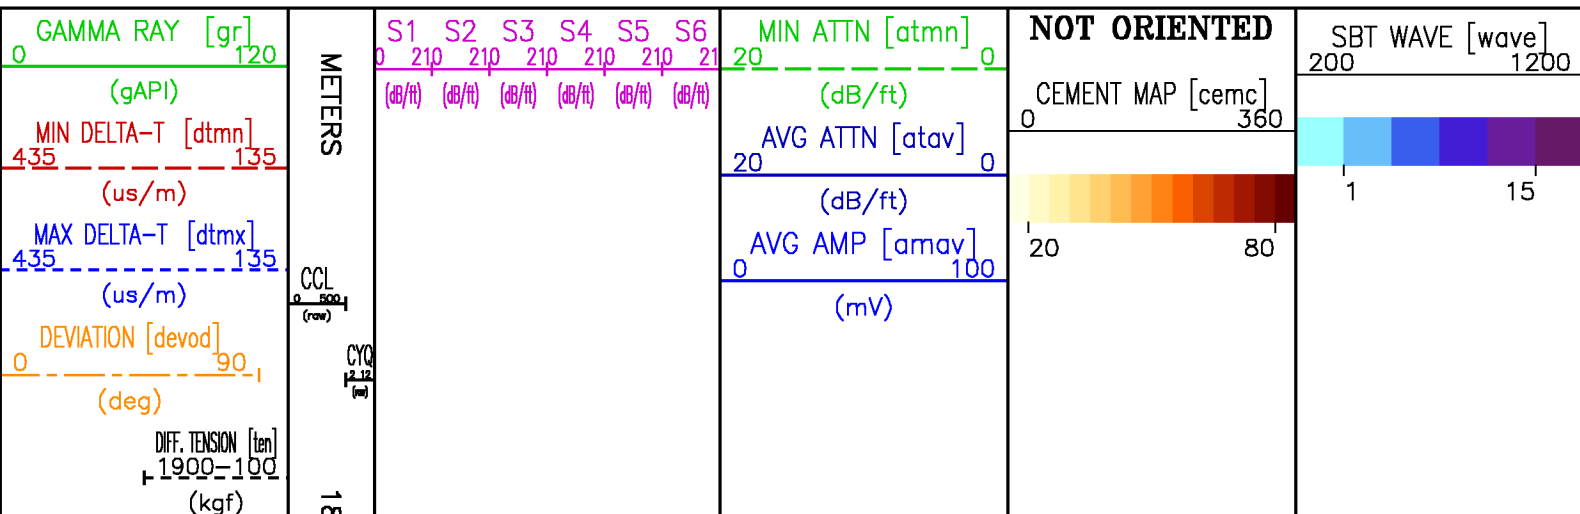 GAMMA RAY [gr]
0 120
(gAPI)
MIN DELTA-T [dtmn]
435 135
(us/m)
MAX DELTA-T [dtmx]
435 135
(us/m)
DEVIATION [devod]
0 90
(deg)
DIFF. TENSION [ten]
1900-100
(kgf)
METERS
CCL
0 500
(raw)
CYQ
2 12
S1 S2 S3 S4 S5 S6
0 21 0 21 0 21 0 21 0 21 0 21
(dB/ft) (dB/ft) (dB/ft) (dB/ft) (dB/ft) (dB/ft)
MIN ATTN [atmn]
20 0
(dB/ft)
AVG ATTN [atav]
20 0
(dB/ft)
AVG AMP [amav]
0 100
(mV)
NOT ORIENTED
CEMENT MAP [cemc]
0 360
20 80
SBT WAVE [wave]
200 1200
1 15